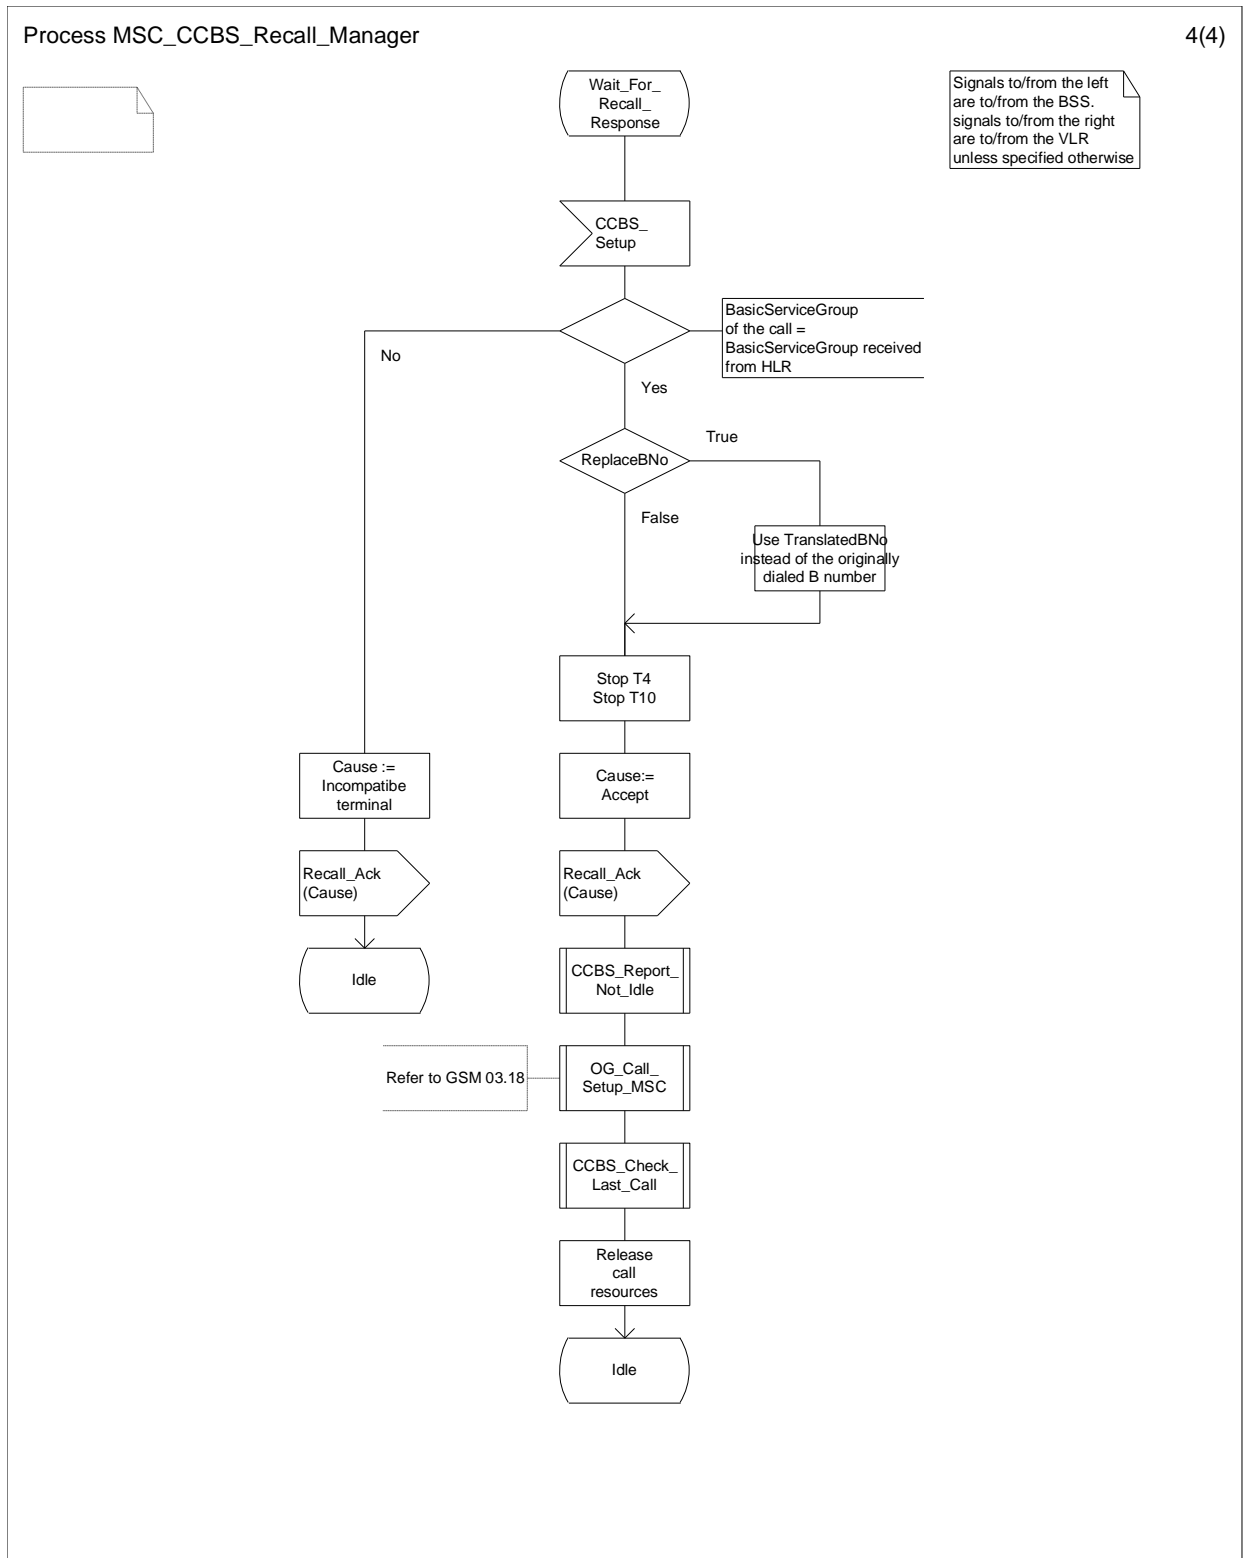 Process MSC_CCBS_Recall_Manager
4(4)
Wait_For_
Recall_
Response
Signals to/from the left
are to/from the BSS.
signals to/from the right
are to/from the VLR
unless specified otherwise
CCBS_
Setup
BasicServiceGroup
of the call =
BasicServiceGroup received
from HLR
No
Yes
True
ReplaceBNo
False
Use TranslatedBNo
instead of the originally
dialed B number
Stop T4
Stop T10
Cause :=
Incompatibe
terminal
Cause:=
Accept
Recall_Ack
(Cause)
Recall_Ack
(Cause)
Idle
CCBS_Report_
Not_Idle
Refer to GSM 03.18
OG_Call_
Setup_MSC
CCBS_Check_
Last_Call
Release
call
resources
Idle